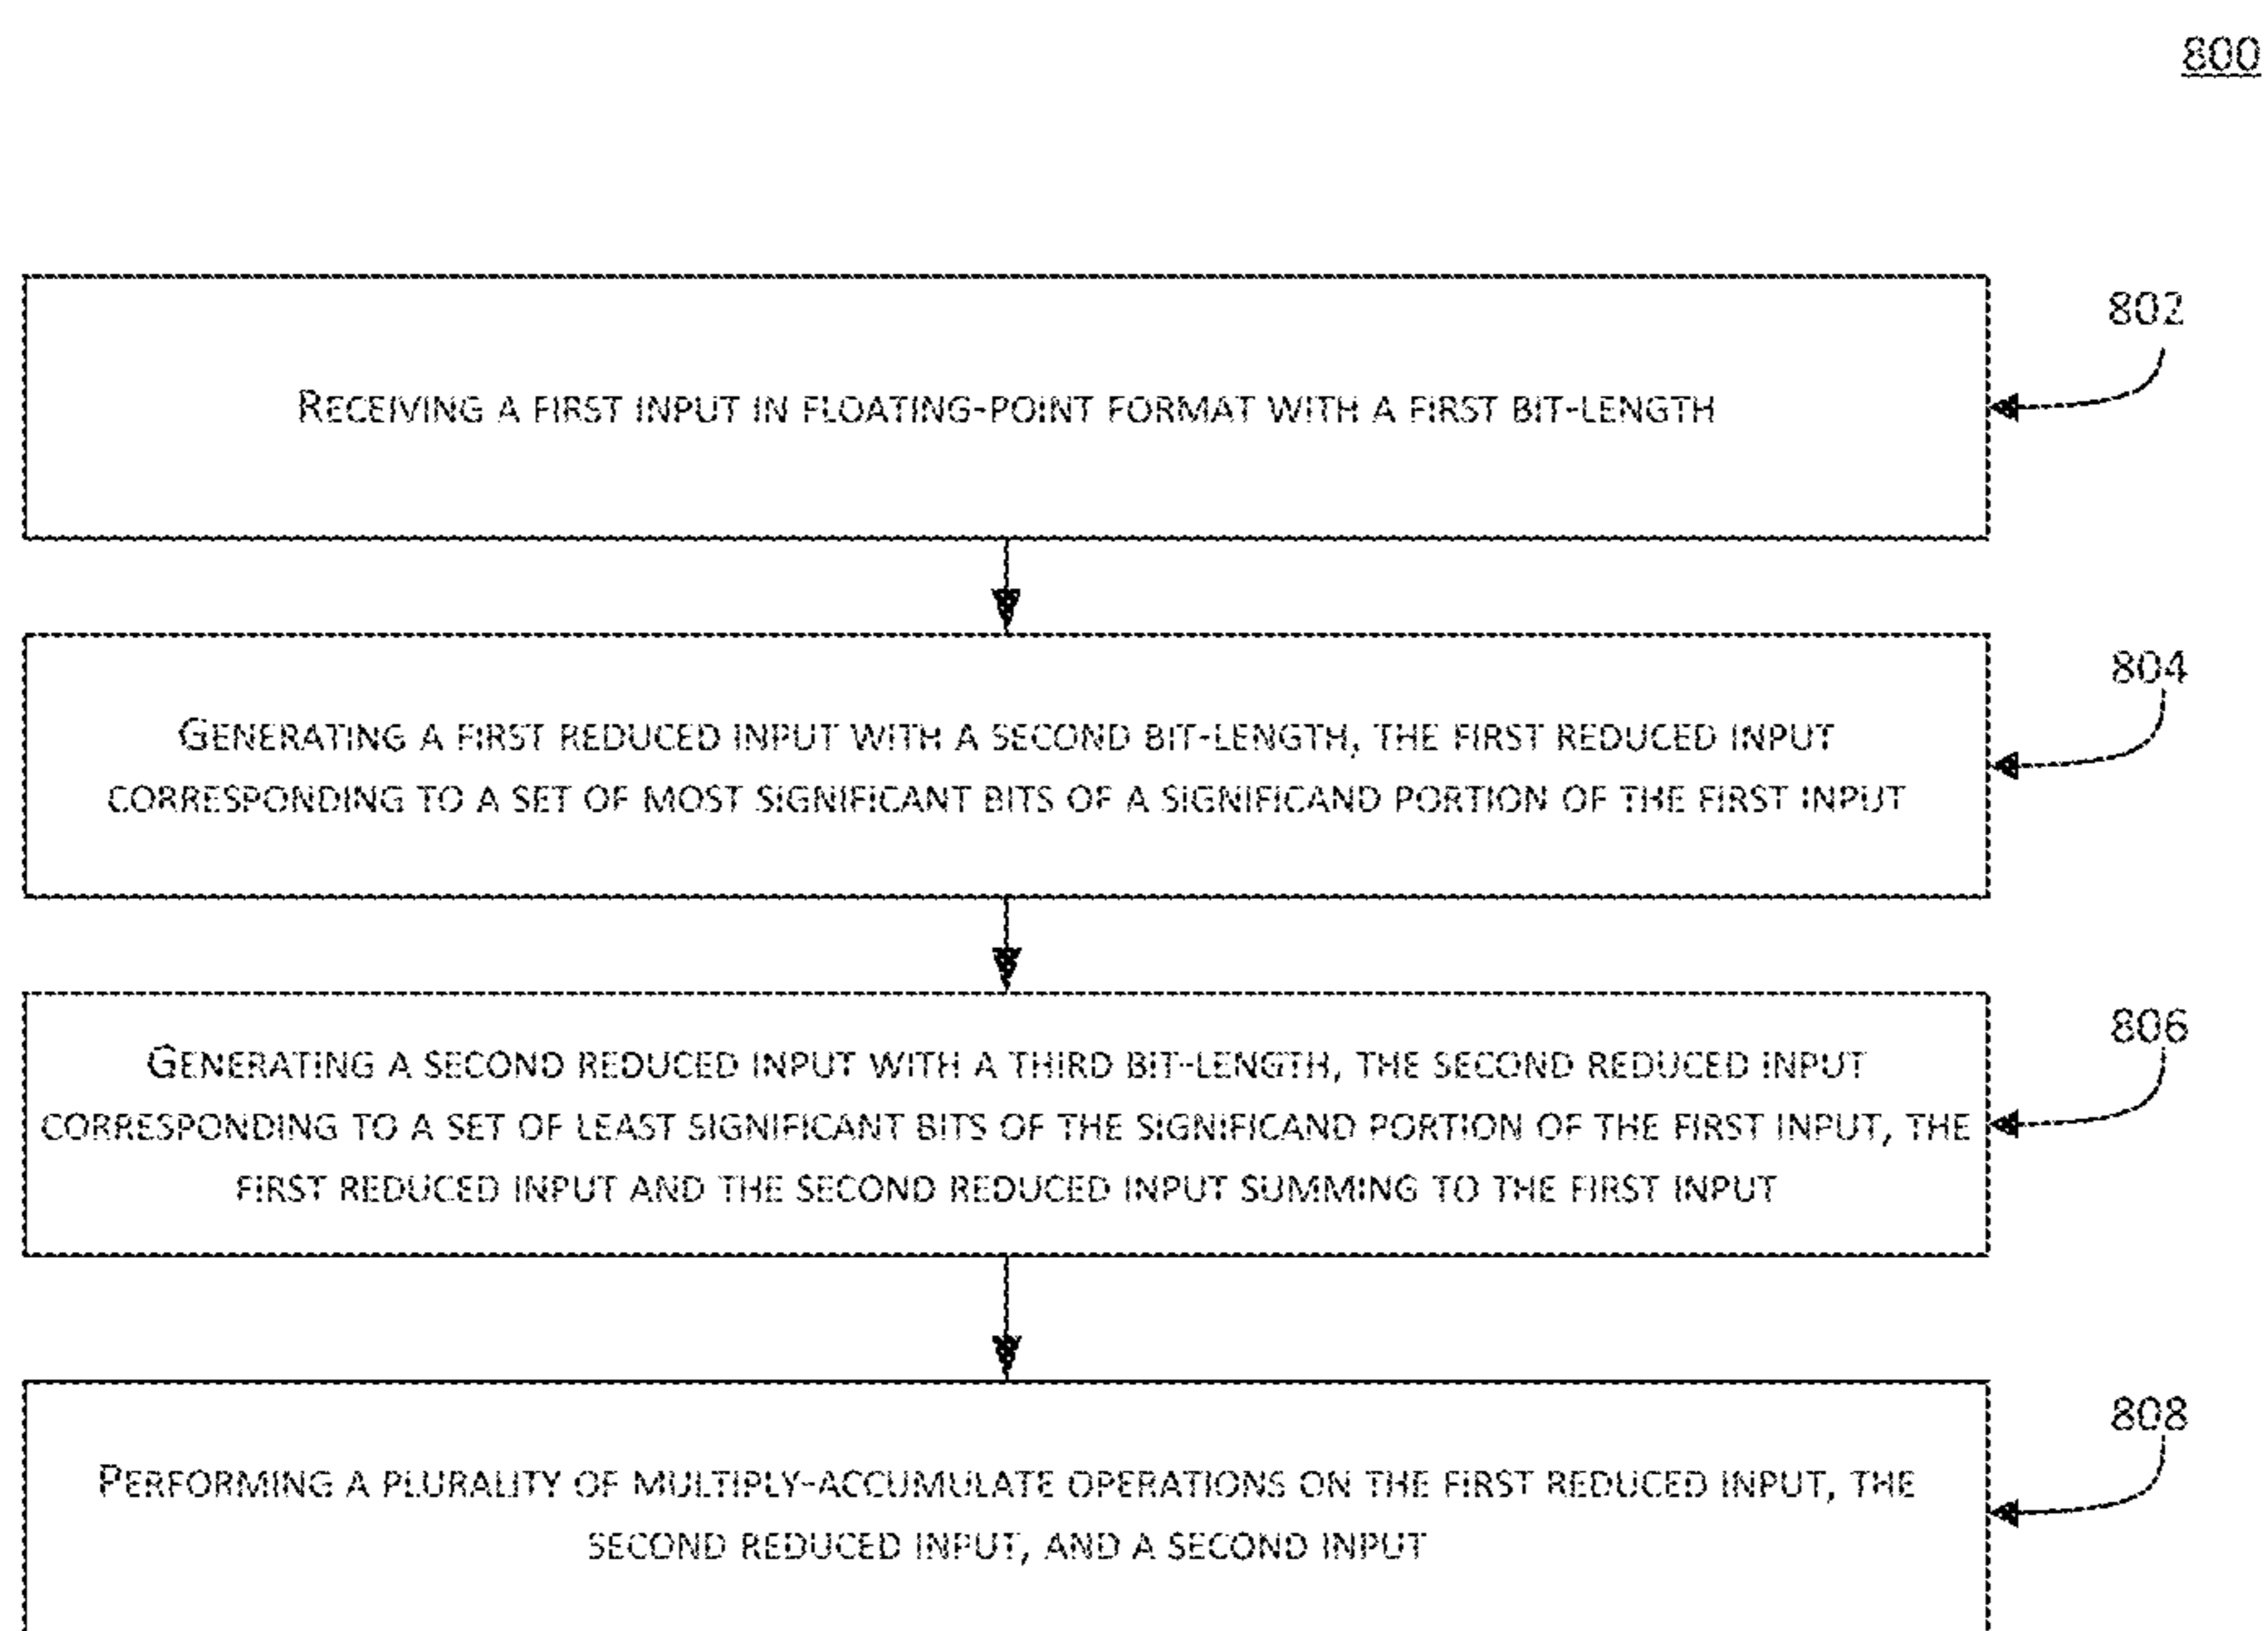 800
802
RECEIVING A FIRST INPUT IN FLOATING-POINT FORMAT WITH A FIRST BIT-LENGTH
804
GENERATING A FIRST REDUCED INPUT WITH A SECOND BIT-LENGTH, THE FIRST REDUCED INPUT
CORRESPONDING TO A SET OF MOST SIGNIFICANT BITS OF A SIGNIFICAND PORTION OF THE FIRST INPUT
806
GENERATING A SECOND REDUCED INPUT WITH A THIRD BIT-LENGTH, THE SECOND REDUCED INPUT
CORRESPONDING TO A SET OF LEAST SIGNIFICANT BITS OF THE SIGNIFICAND PORTION OF THE FIRST INPUT, THE
FIRST REDUCED INPUT AND THE SECOND REDUCED INPUT SUMMING TO THE FIRST INPUT
808
PERFORMING A PLURALITY OF MULTIPLY-ACCUMULATE OPERATIONS ON THE FIRST REDUCED INPUT, THE
SECOND REDUCED INPUT, AND A SECOND INPUT